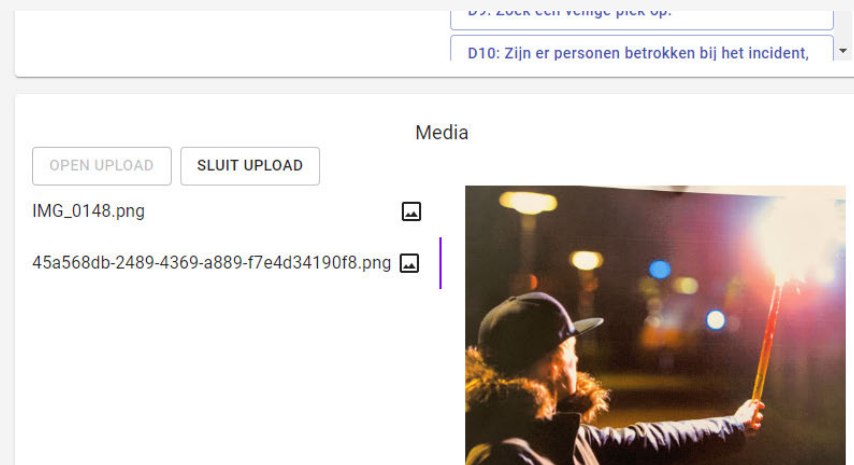 D9: Zoek een veilige plek op.
D10: Zijn er personen betrokken bij het incident,
Media
OPEN UPLOAD
SLUIT UPLOAD
IMG_0148.png
45a568db-2489-4369-a889-f7e4d34190f8.png